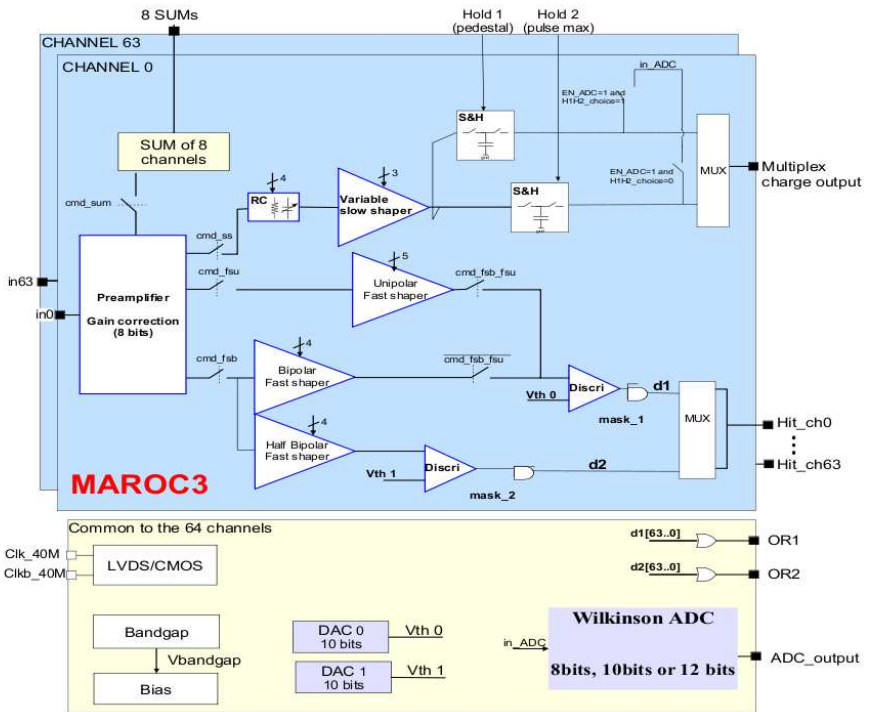 8 SUMs
Hold 1
(pedestal)
Hold 2
(pulse max)
CHANNEL 63
CHANNEL 0
in_ADC
EN_ADC=1 and
H1H2_choice=1
S&H
gnd
SUM of 8
channels
MUX
Multiplex
charge output
4
3
RC
Variable
slow shaper
EN_ADC=1 and
H1H2_choice=0
S&H
gnd
cmd_sum
cmd_ss
cmd_fsu
5
Unipolar
Fast shaper
cmd_fsb_fsu
in63
in0
Preamplifier
Gain correction
(8 bits)
cmd_fsb
4
Bipolar
Fast shaper
cmd_fsb_fsu
Discri
d1
Vth 0
mask_1
MUX
Hit_ch0
4
Half Bipolar
Fast shaper
Vth 1
Discri
d2
mask_2
Hit_ch63
MAROC3
Common to the 64 channels
Clk_40M
Clkb_40M
LVDS/CMOS
d1[63..0]
OR1
d2[63..0]
OR2
Bandgap
Vbandgap
Bias
DAC 0
10 bits
Vth 0
DAC 1
10 bits
Vth 1
in_ADC
Wilkinson ADC
8bits, 10bits or 12 bits
ADC_output